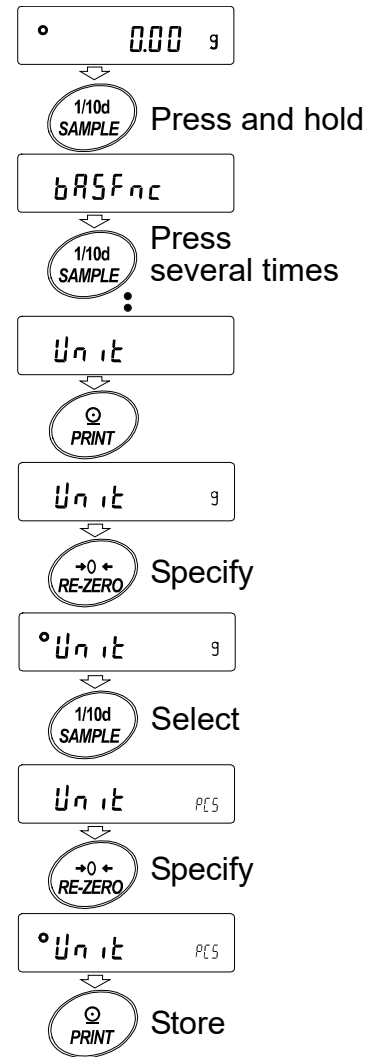 0.00 g
1/10d
SAMPLE
Press and hold
bASFnc
1/10d
SAMPLE
Press
several times
Unit
PRINT
Unit g
→0←
RE-ZERO
Specify
Unit g
1/10d
SAMPLE
Select
Unit PCS
→0←
RE-ZERO
Specify
Unit PCS
PRINT
Store